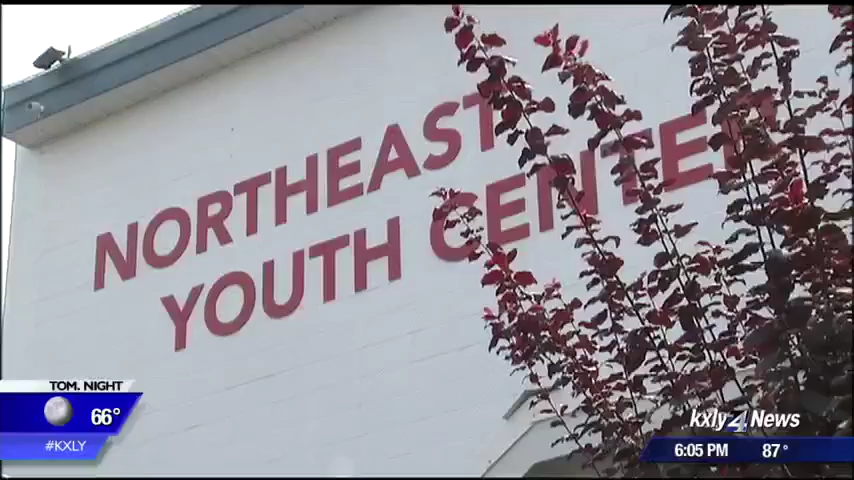 NORTHEAST
YOUTH CENTER
TOM. NIGHT
66°
#KXLY
kxly4 News
6:05 PM 87°